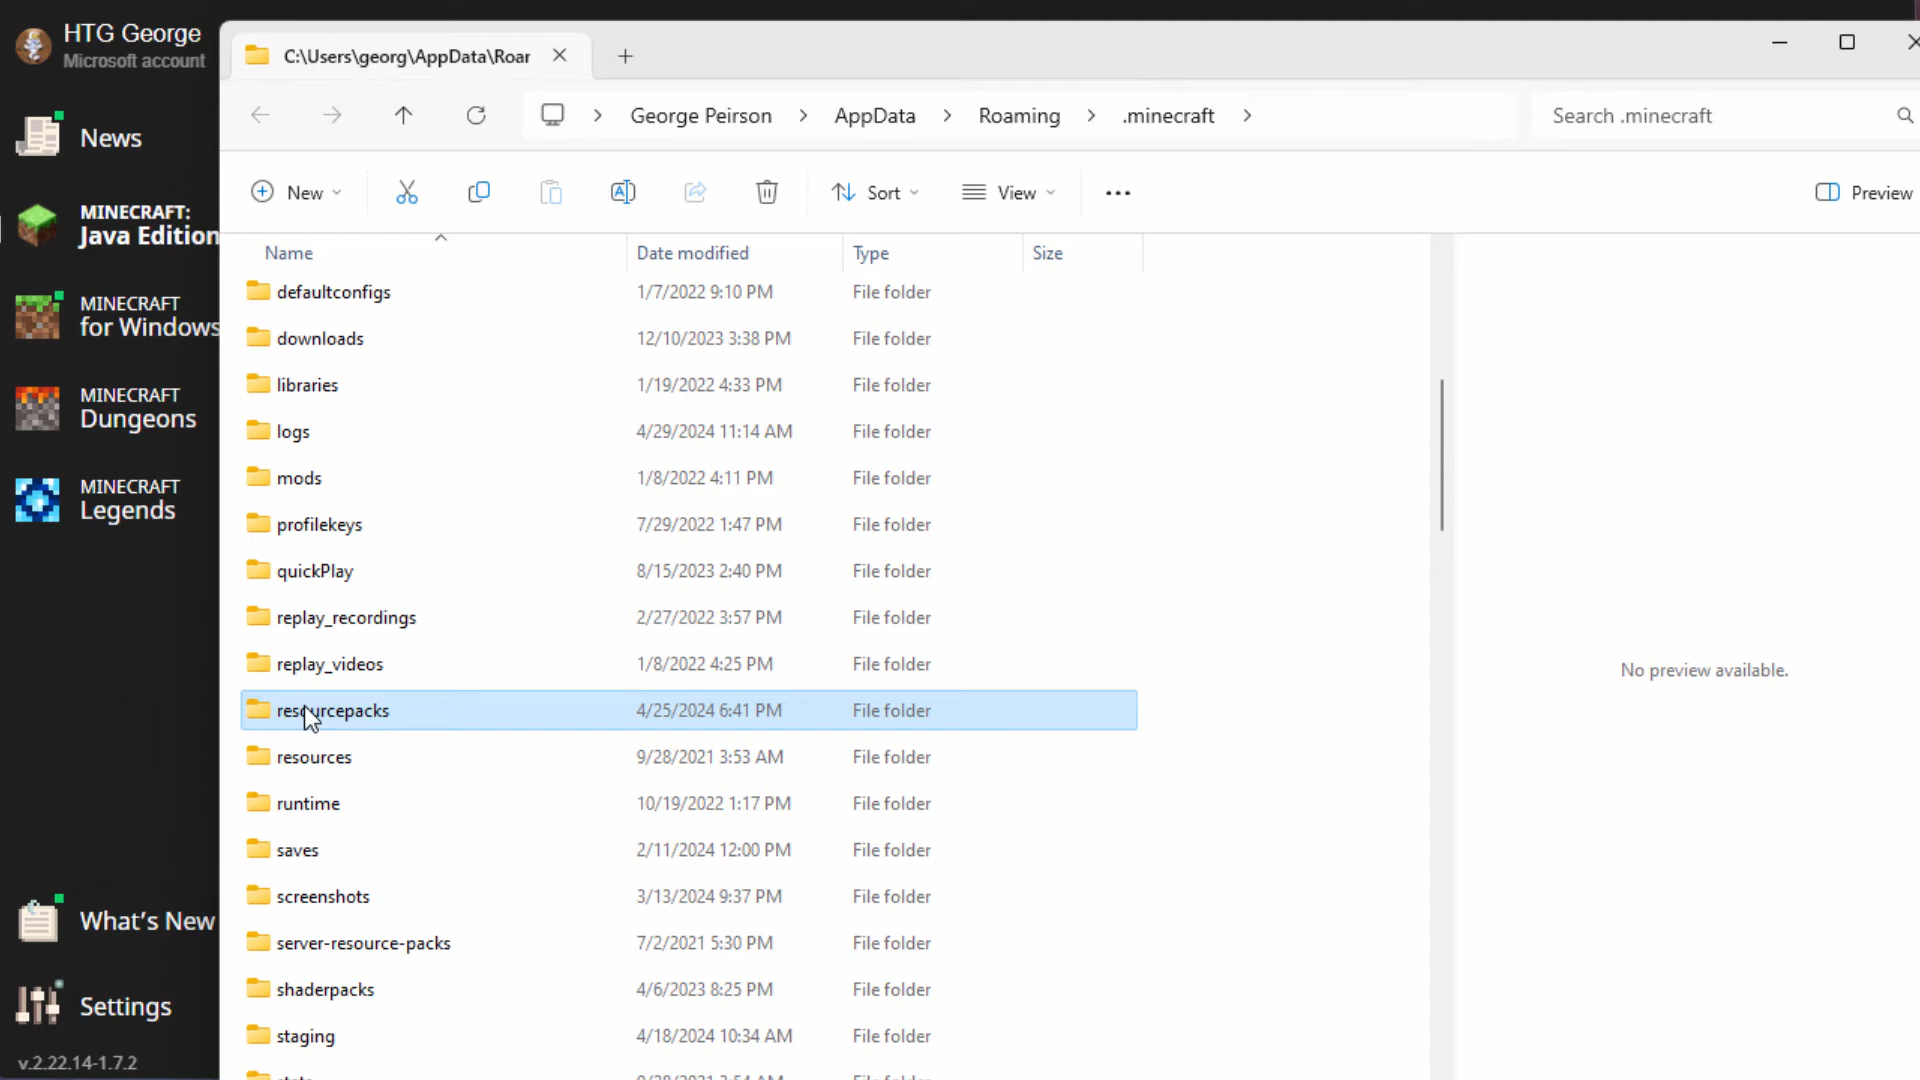 HTG George
Microsoft account
News
MINECRAFT:
Java Edition
MINECRAFT
for Windows
MINECRAFT
Dungeons
MINECRAFT
Legends
What's New
Settings
v.2.22.14-1.7.2
C:\Users\georg\AppData\Roar
George Peirson > AppData > Roaming > .minecraft >
Search .minecraft
New
Sort
View
Preview
Name Date modified Type Size
defaultconfigs 1/7/2022 9:10 PM File folder
downloads 12/10/2023 3:38 PM File folder
libraries 1/19/2022 4:33 PM File folder
logs 4/29/2024 11:14 AM File folder
mods 1/8/2022 4:11 PM File folder
profilekeys 7/29/2022 1:47 PM File folder
quickPlay 8/15/2023 2:40 PM File folder
replay_recordings 2/27/2022 3:57 PM File folder
replay_videos 1/8/2022 4:25 PM File folder
resourcepacks 4/25/2024 6:41 PM File folder
resources 9/28/2021 3:53 AM File folder
runtime 10/19/2022 1:17 PM File folder
saves 2/11/2024 12:00 PM File folder
screenshots 3/13/2024 9:37 PM File folder
server-resource-packs 7/2/2021 5:30 PM File folder
shaderpacks 4/6/2023 8:25 PM File folder
staging 4/18/2024 10:34 AM File folder
No preview available.